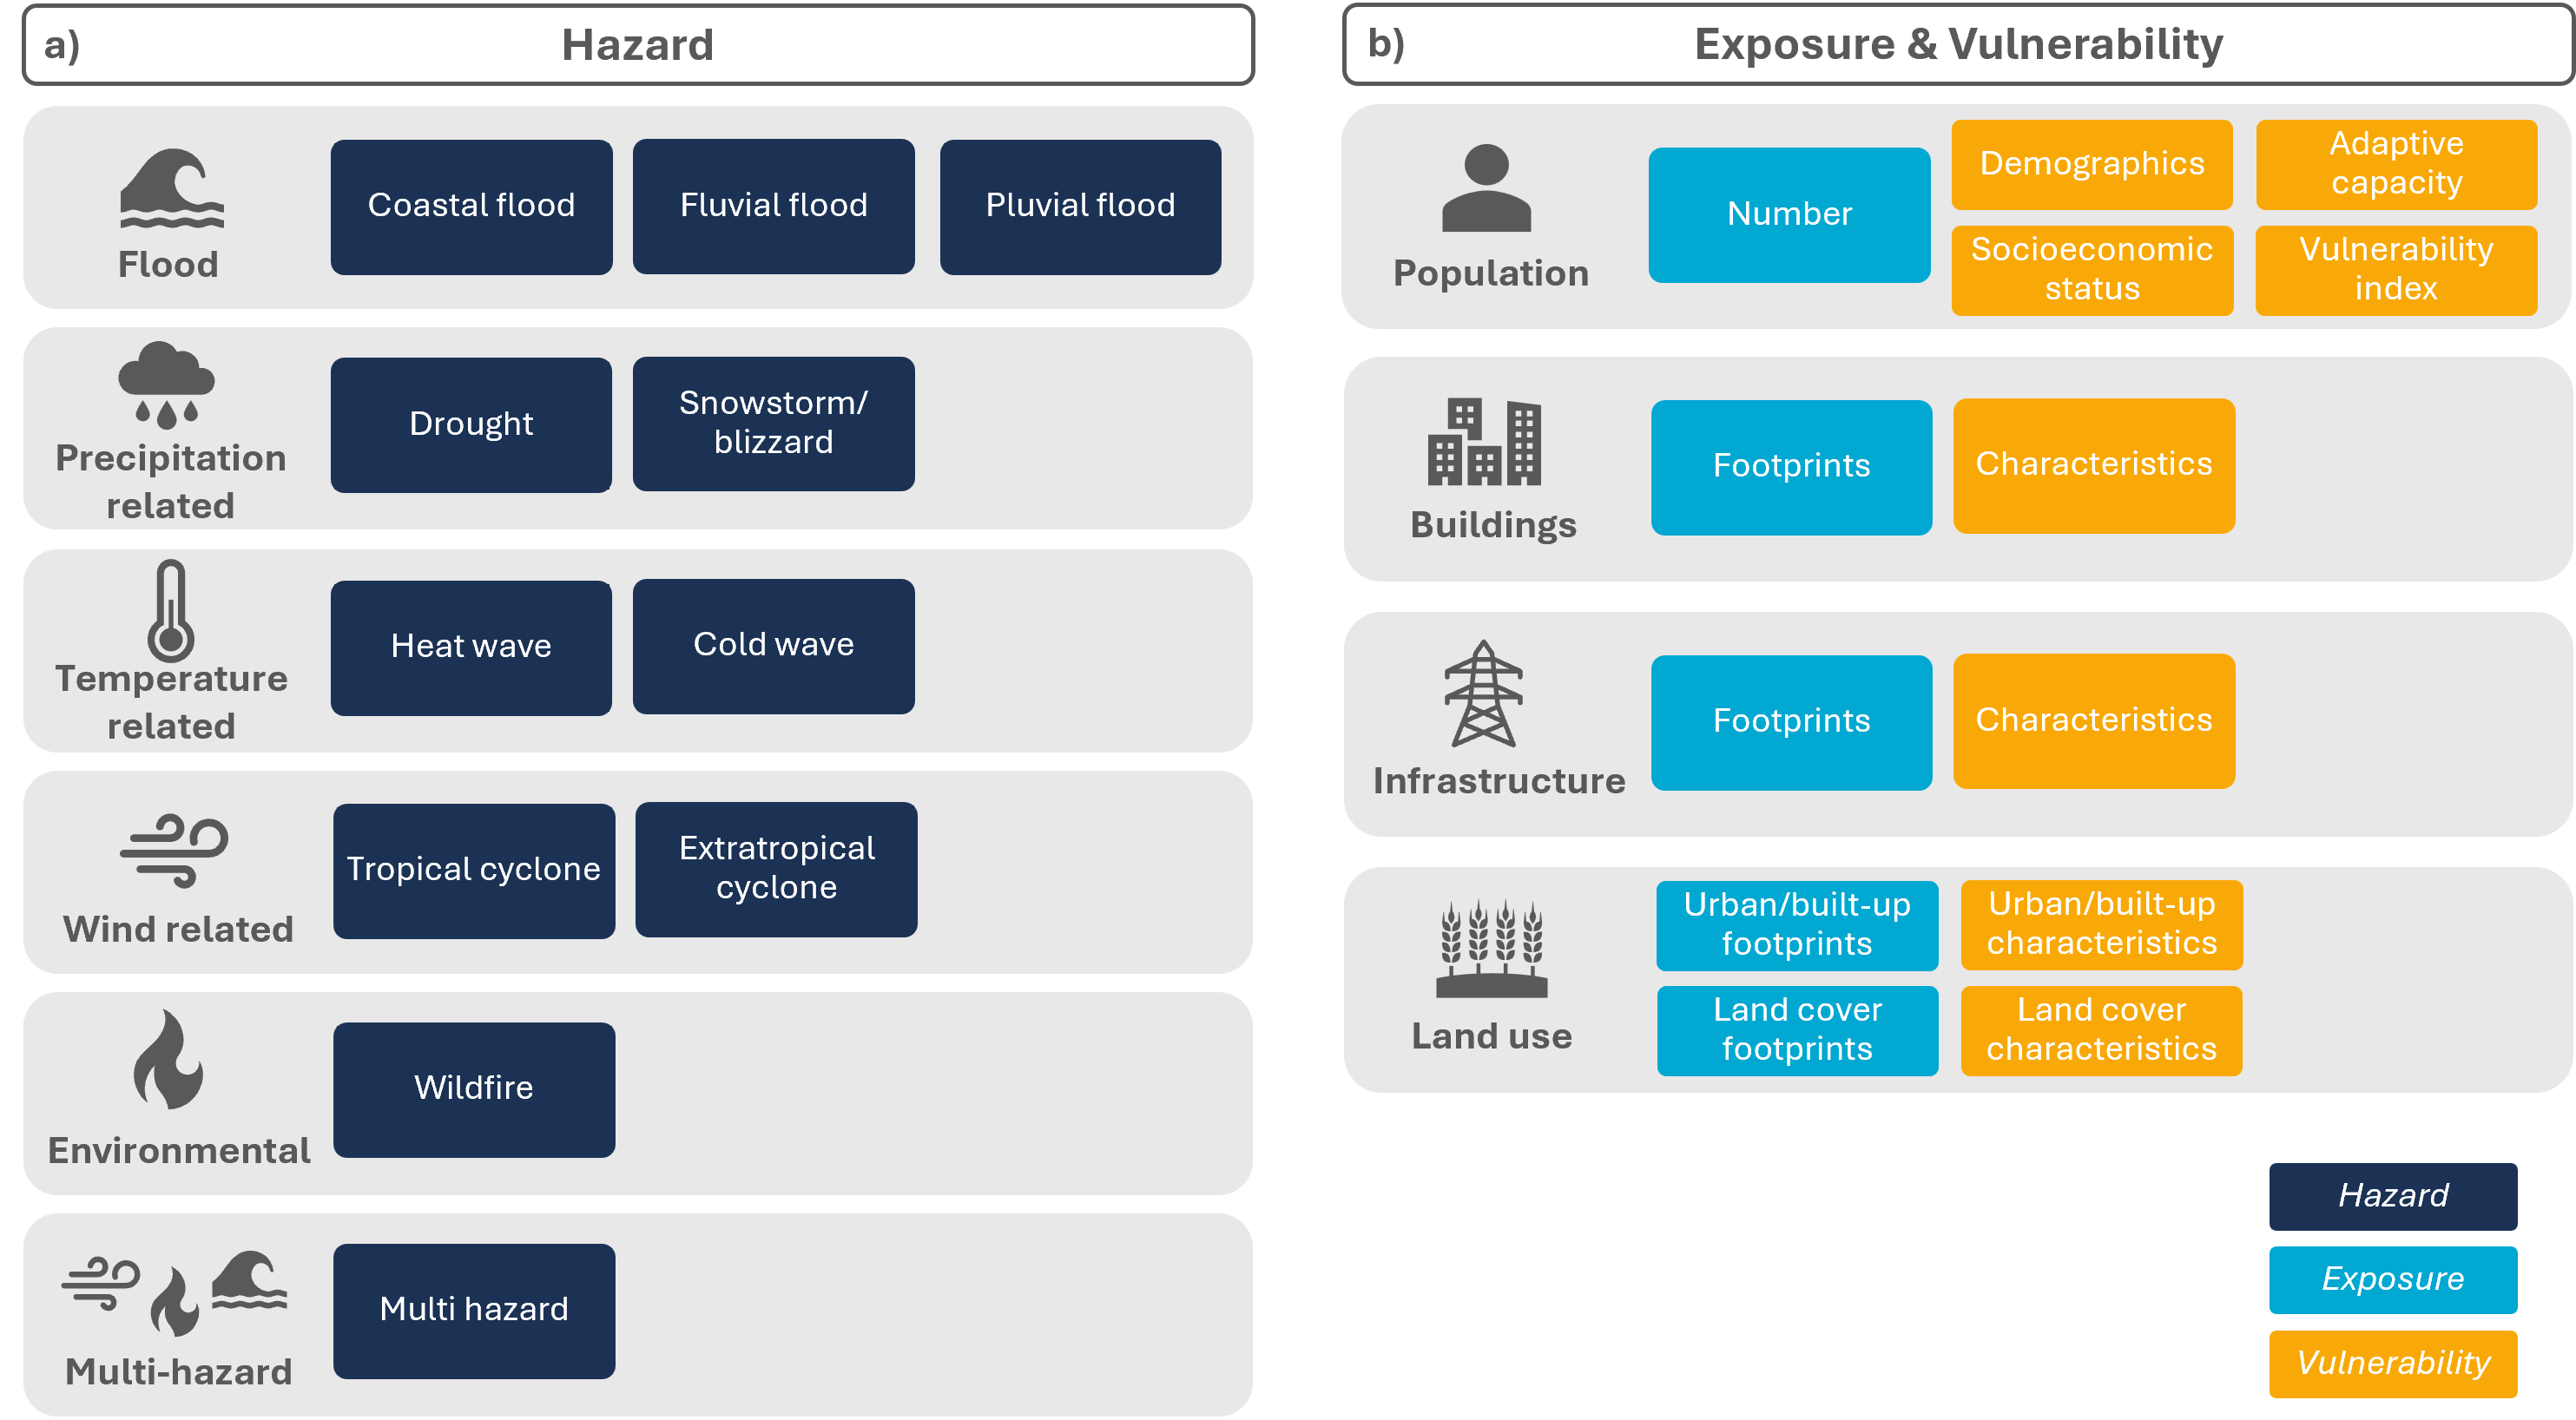 a)
Hazard
Flood
Coastal flood
Fluvial flood
Pluvial flood
Precipitation
related
Drought
Snowstorm/
blizzard
Temperature
related
Heat wave
Cold wave
Wind related
Tropical cyclone
Extratropical
cyclone
Environmental
Wildfire
Multi-hazard
Multi hazard
b)
Exposure & Vulnerability
Population
Number
Demographics
Adaptive
capacity
Socioeconomic
status
Vulnerability
index
Buildings
Footprints
Characteristics
Infrastructure
Footprints
Characteristics
Land use
Urban/built-up
footprints
Urban/built-up
characteristics
Land cover
footprints
Land cover
characteristics
Hazard
Exposure
Vulnerability